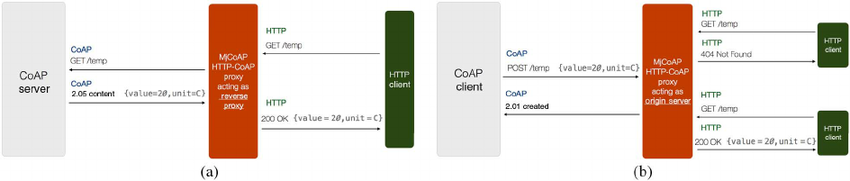 CoAP
server
CoAP
GET /temp
CoAP
2.05 content {value=20,unit=C}
MjCoAP
HTTP-CoAP
proxy
acting as
reverse
proxy
HTTP
GET /temp
HTTP
200 OK {value = 20,unit = C}
HTTP
client
(a)
CoAP
client
CoAP
POST /temp {value=20,unit=C}
CoAP
2.01 created
MjCoAP
HTTP-CoAP
proxy
acting as
origin server
HTTP
GET /temp
HTTP
404 Not Found
HTTP
client
HTTP
GET /temp
HTTP
200 OK {value = 20,unit = C}
HTTP
client
(b)